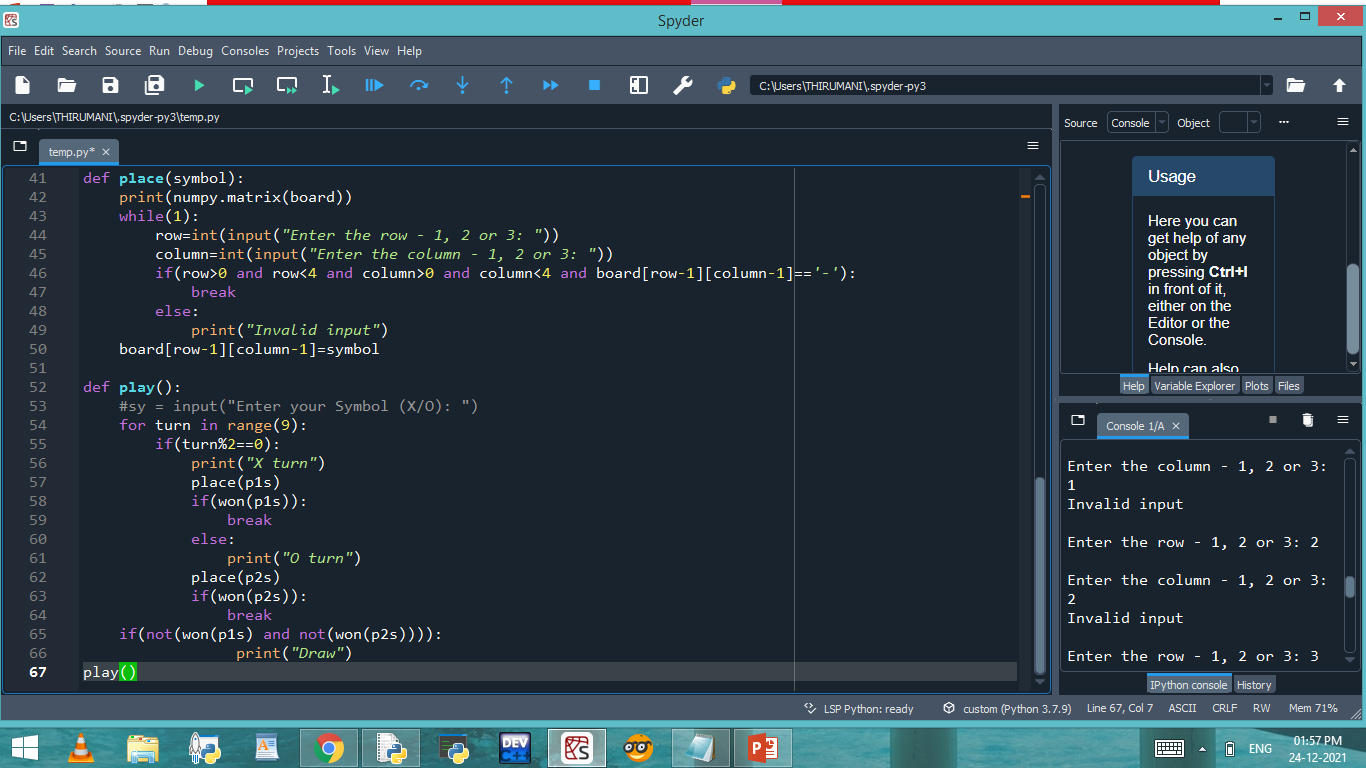 Spyder
File Edit Search Source Run Debug Consoles Projects Tools View Help
C:\Users\THIRUMANI\.spyder-py3
C:\Users\THIRUMANI\.spyder-py3\temp.py
temp.py*
41 def place(symbol):
42 print(numpy.matrix(board))
43 while(1):
44 row=int(input("Enter the row - 1, 2 or 3: "))
45 column=int(input("Enter the column - 1, 2 or 3: "))
46 if(row>0 and row<4 and column>0 and column<4 and board[row-1][column-1]=='-'):
47 break
48 else:
49 print("Invalid input")
50 board[row-1][column-1]=symbol
51
52 def play():
53 #sy = input("Enter your Symbol (X/O): ")
54 for turn in range(9):
55 if(turn%2==0):
56 print("X turn")
57 place(p1s)
58 if(won(p1s)):
59 break
60 else:
61 print("O turn")
62 place(p2s)
63 if(won(p2s)):
64 break
65 if(not(won(p1s) and not(won(p2s)))):
66 print("Draw")
67 play()
Source Console Object
Usage
Here you can
get help of any
object by
pressing Ctrl+I
in front of it,
either on the
Editor or the
Console.
Help can also
Help Variable Explorer Plots Files
Console 1/A
Enter the column - 1, 2 or 3:
1
Invalid input
Enter the row - 1, 2 or 3: 2
Enter the column - 1, 2 or 3:
2
Invalid input
Enter the row - 1, 2 or 3: 3
IPython console History
LSP Python: ready custom (Python 3.7.9) Line 67, Col 7 ASCII CRLF RW Mem 71%
DEV
C++
ENG
01:57 PM
24-12-2021